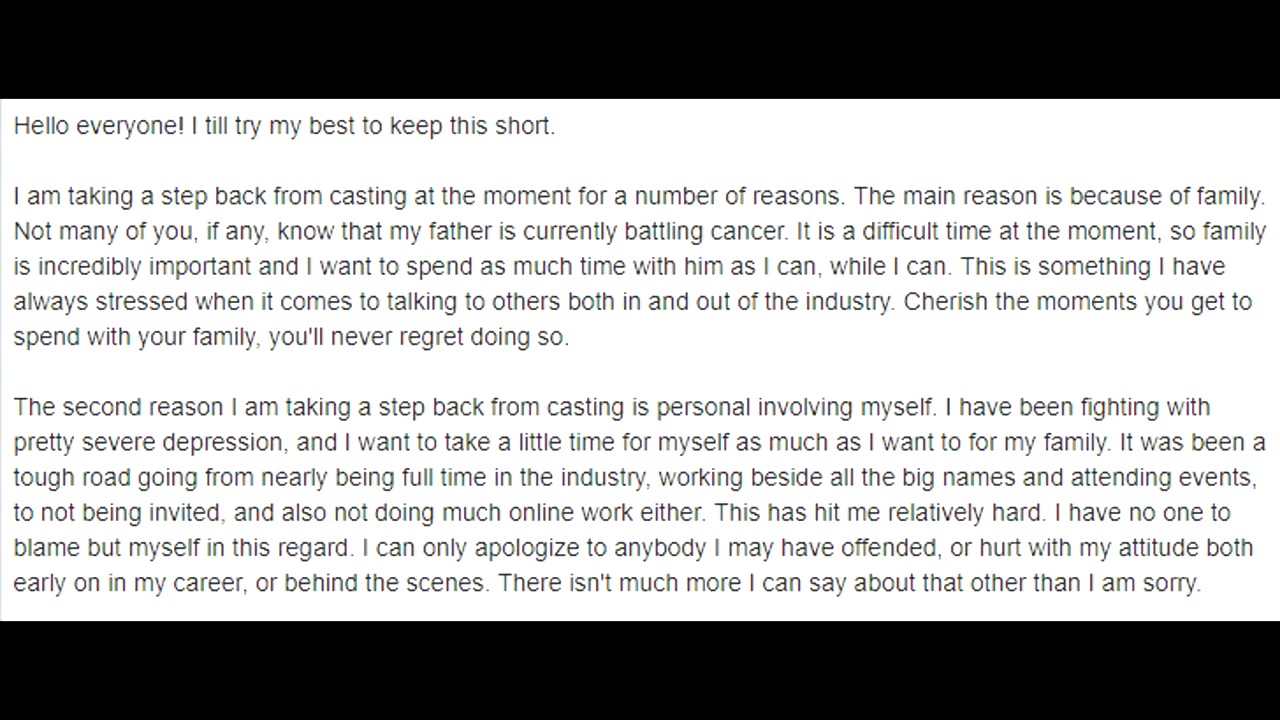 Hello everyone! I till try my best to keep this short.
I am taking a step back from casting at the moment for a number of reasons. The main reason is because of family.
Not many of you, if any, know that my father is currently battling cancer. It is a difficult time at the moment, so family
is incredibly important and I want to spend as much time with him as I can, while I can. This is something I have
always stressed when it comes to talking to others both in and out of the industry. Cherish the moments you get to
spend with your family, you'll never regret doing so.
The second reason I am taking a step back from casting is personal involving myself. I have been fighting with
pretty severe depression, and I want to take a little time for myself as much as I want to for my family. It was been a
tough road going from nearly being full time in the industry, working beside all the big names and attending events,
to not being invited, and also not doing much online work either. This has hit me relatively hard. I have no one to
blame but myself in this regard. I can only apologize to anybody I may have offended, or hurt with my attitude both
early on in my career, or behind the scenes. There isn't much more I can say about that other than I am sorry.